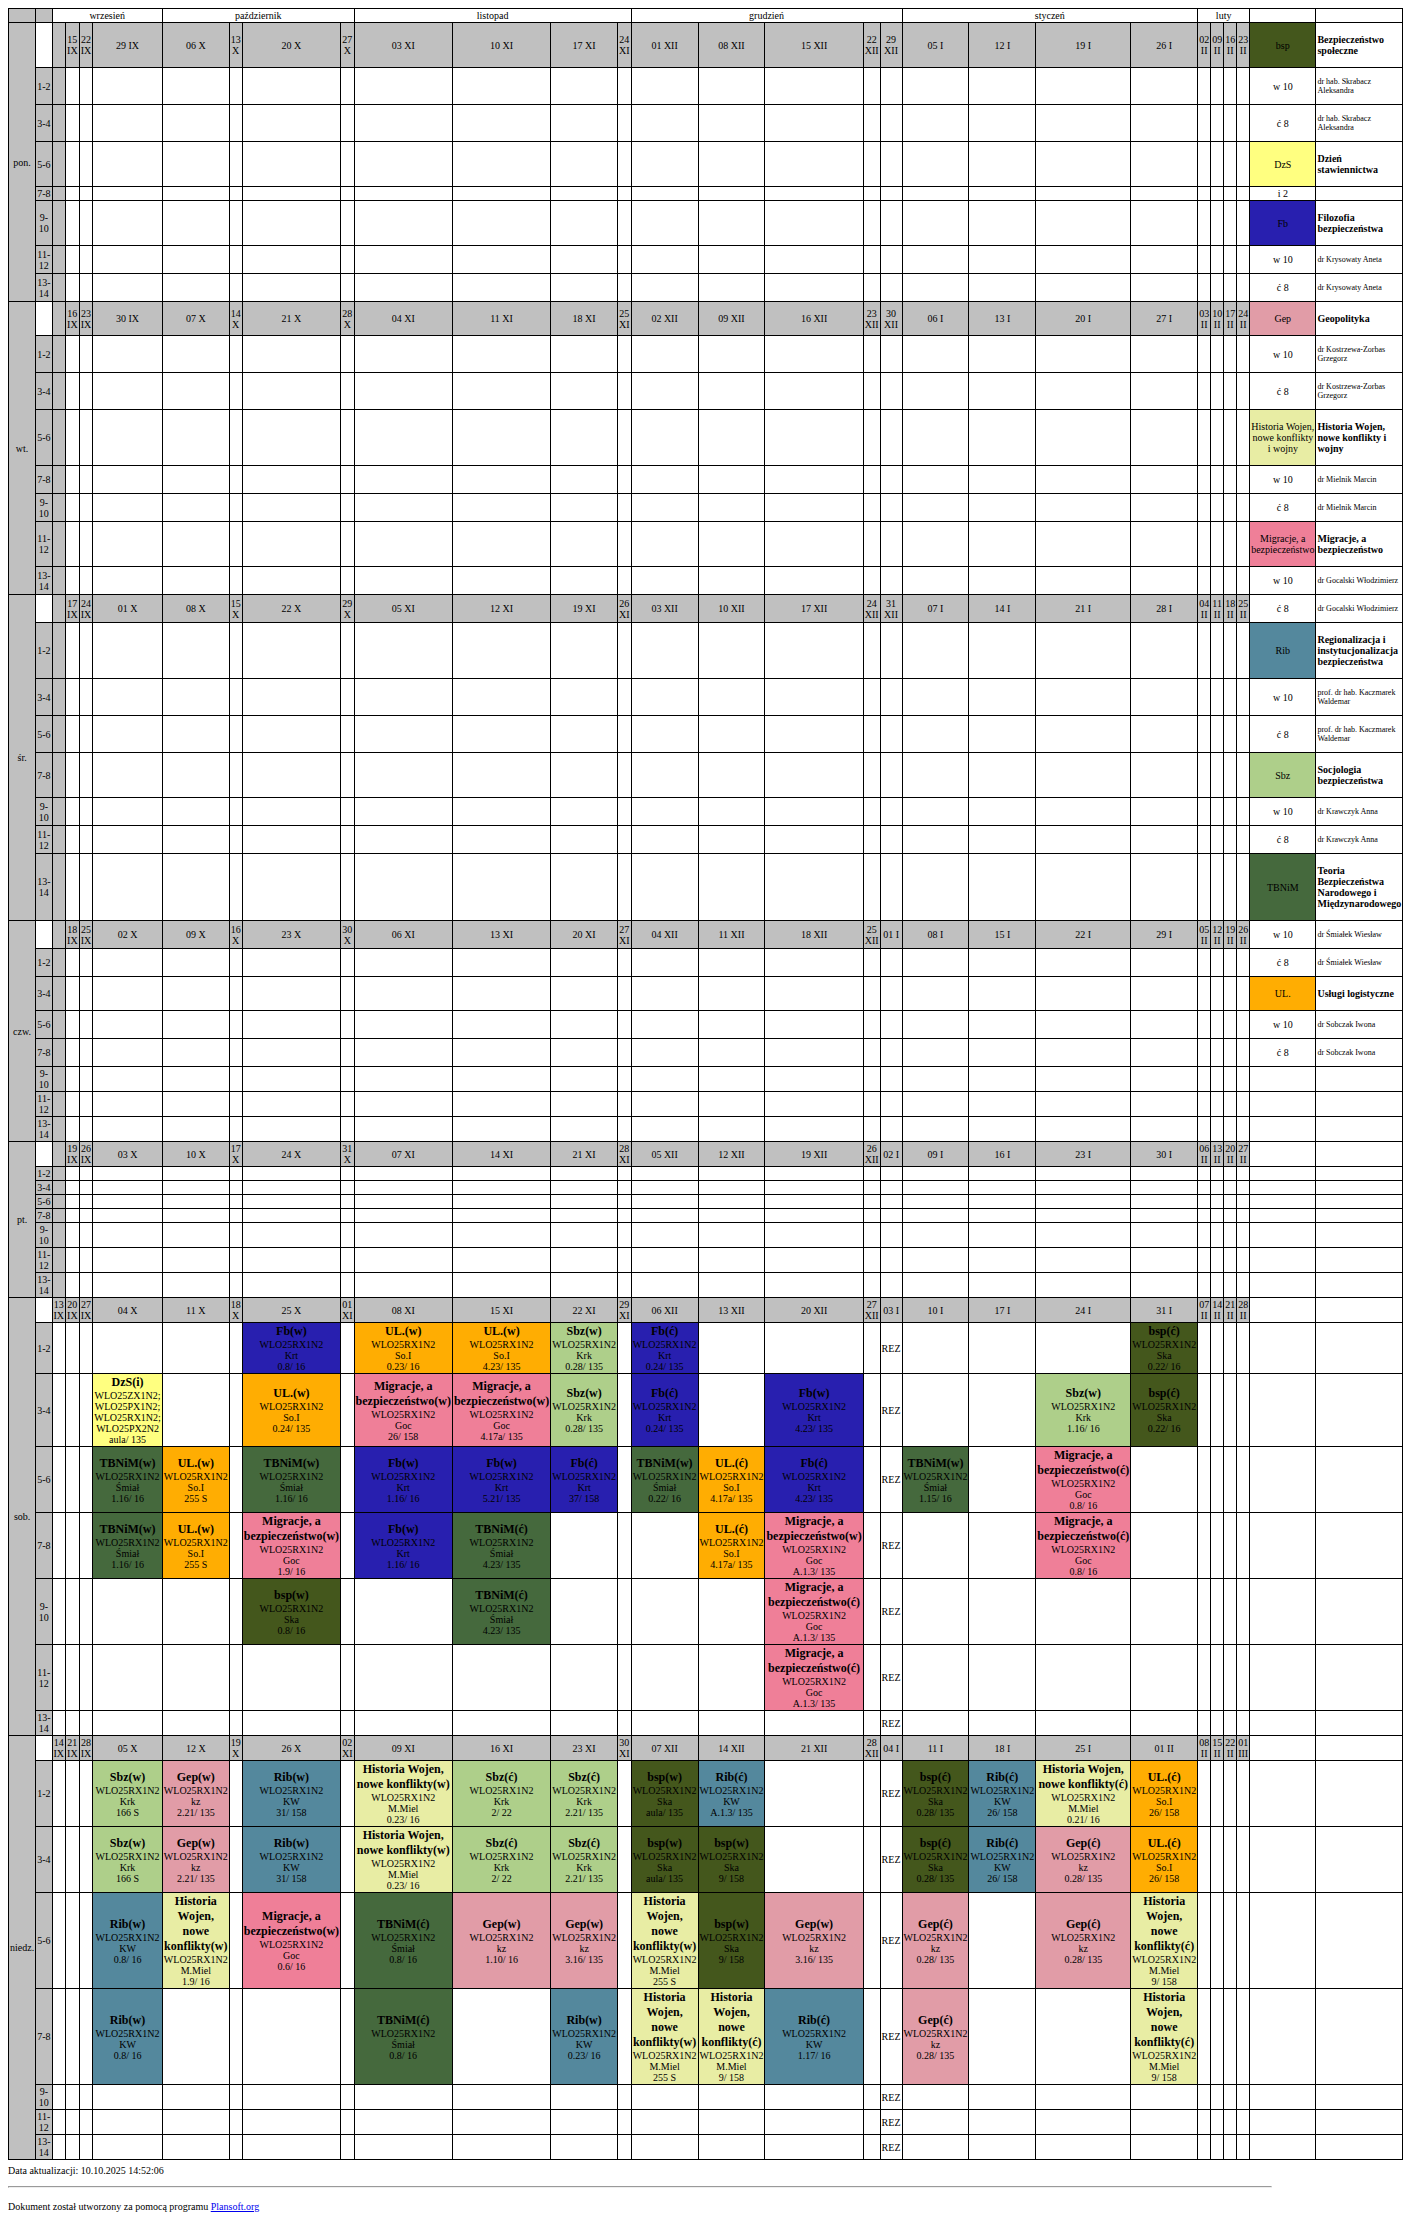 wrzesień październik listopad grudzień styczeń luty
pon. 15 IX 22 IX 29 IX 06 X 13 X 20 X 27 X 03 XI 10 XI 17 XI 24 XI 01 XII 08 XII 15 XII 22 XII 29 XII 05 I 12 I 19 I 26 I 02 II 09 II 16 II 23 II bsp Bezpieczeństwo społeczne
1-2 w 10 dr hab. Skrabacz Aleksandra
3-4 ć 8 dr hab. Skrabacz Aleksandra
5-6 DzS Dzień stawiennictwa
7-8 i 2
9-10 Fb Filozofia bezpieczeństwa
11-12 w 10 dr Krysowaty Aneta
13-14 ć 8 dr Krysowaty Aneta
wt. 16 IX 23 IX 30 IX 07 X 14 X 21 X 28 X 04 XI 11 XI 18 XI 25 XI 02 XII 09 XII 16 XII 23 XII 30 XII 06 I 13 I 20 I 27 I 03 II 10 II 17 II 24 II Gep Geopolityka
1-2 w 10 dr Kostrzewa-Zorbas Grzegorz
3-4 ć 8 dr Kostrzewa-Zorbas Grzegorz
5-6 Historia Wojen, nowe konflikty i wojny Historia Wojen, nowe konflikty i wojny
7-8 w 10 dr Mielnik Marcin
9-10 ć 8 dr Mielnik Marcin
11-12 Migracje, a bezpieczeństwo Migracje, a bezpieczeństwo
13-14 w 10 dr Gocalski Włodzimierz
śr. 17 IX 24 IX 01 X 08 X 15 X 22 X 29 X 05 XI 12 XI 19 XI 26 XI 03 XII 10 XII 17 XII 24 XII 31 XII 07 I 14 I 21 I 28 I 04 II 11 II 18 II 25 II ć 8 dr Gocalski Włodzimierz
1-2 Rib Regionalizacja i instytucjonalizacja bezpieczeństwa
3-4 w 10 prof. dr hab. Kaczmarek Waldemar
5-6 ć 8 prof. dr hab. Kaczmarek Waldemar
7-8 Sbz Socjologia bezpieczeństwa
9-10 w 10 dr Krawczyk Anna
11-12 ć 8 dr Krawczyk Anna
13-14 TBNiM Teoria Bezpieczeństwa Narodowego i Międzynarodowego
czw. 18 IX 25 IX 02 X 09 X 16 X 23 X 30 X 06 XI 13 XI 20 XI 27 XI 04 XII 11 XII 18 XII 25 XII 01 I 08 I 15 I 22 I 29 I 05 II 12 II 19 II 26 II w 10 dr Śmiałek Wiesław
1-2 ć 8 dr Śmiałek Wiesław
3-4 UL. Usługi logistyczne
5-6 w 10 dr Sobczak Iwona
7-8 ć 8 dr Sobczak Iwona
9-10
11-12
13-14
pt. 19 IX 26 IX 03 X 10 X 17 X 24 X 31 X 07 XI 14 XI 21 XI 28 XI 05 XII 12 XII 19 XII 26 XII 02 I 09 I 16 I 23 I 30 I 06 II 13 II 20 II 27 II
1-2
3-4
5-6
7-8
9-10
11-12
13-14
sob. 13 IX 20 IX 27 IX 04 X 11 X 18 X 25 X 01 XI 08 XI 15 XI 22 XI 29 XI 06 XII 13 XII 20 XII 27 XII 03 I 10 I 17 I 24 I 31 I 07 II 14 II 21 II 28 II
1-2 Fb(w) WLO25RX1N2 Krt 0.8/ 16 UL.(w) WLO25RX1N2 So.I 0.23/ 16 UL.(w) WLO25RX1N2 So.I 4.23/ 135 Sbz(w) WLO25RX1N2 Krk 0.28/ 135 Fb(ć) WLO25RX1N2 Krt 0.24/ 135 REZ bsp(ć) WLO25RX1N2 Ska 0.22/ 16
3-4 DzS(i) WLO25ZX1N2; WLO25PX1N2; WLO25RX1N2; WLO25PX2N2 aula/ 135 UL.(w) WLO25RX1N2 So.I 0.24/ 135 Migracje, a bezpieczeństwo(w) WLO25RX1N2 Goc 26/ 158 Migracje, a bezpieczeństwo(w) WLO25RX1N2 Goc 4.17a/ 135 Sbz(w) WLO25RX1N2 Krk 0.28/ 135 Fb(ć) WLO25RX1N2 Krt 0.24/ 135 Fb(w) WLO25RX1N2 Krt 4.23/ 135 REZ Sbz(w) WLO25RX1N2 Krk 1.16/ 16 bsp(ć) WLO25RX1N2 Ska 0.22/ 16
5-6 TBNiM(w) WLO25RX1N2 Śmiał 1.16/ 16 UL.(w) WLO25RX1N2 So.I 255 S TBNiM(w) WLO25RX1N2 Śmiał 1.16/ 16 Fb(w) WLO25RX1N2 Krt 1.16/ 16 Fb(w) WLO25RX1N2 Krt 5.21/ 135 Fb(ć) WLO25RX1N2 Krt 37/ 158 TBNiM(w) WLO25RX1N2 Śmiał 0.22/ 16 UL.(ć) WLO25RX1N2 So.I 4.17a/ 135 Fb(ć) WLO25RX1N2 Krt 4.23/ 135 REZ TBNiM(w) WLO25RX1N2 Śmiał 1.15/ 16 Migracje, a bezpieczeństwo(ć) WLO25RX1N2 Goc 0.8/ 16
7-8 TBNiM(w) WLO25RX1N2 Śmiał 1.16/ 16 UL.(w) WLO25RX1N2 So.I 255 S Migracje, a bezpieczeństwo(w) WLO25RX1N2 Goc 1.9/ 16 Fb(w) WLO25RX1N2 Krt 1.16/ 16 TBNiM(ć) WLO25RX1N2 Śmiał 4.23/ 135 UL.(ć) WLO25RX1N2 So.I 4.17a/ 135 Migracje, a bezpieczeństwo(w) WLO25RX1N2 Goc A.1.3/ 135 REZ Migracje, a bezpieczeństwo(ć) WLO25RX1N2 Goc 0.8/ 16
9-10 bsp(w) WLO25RX1N2 Ska 0.8/ 16 TBNiM(ć) WLO25RX1N2 Śmiał 4.23/ 135 Migracje, a bezpieczeństwo(ć) WLO25RX1N2 Goc A.1.3/ 135 REZ
11-12 Migracje, a bezpieczeństwo(ć) WLO25RX1N2 Goc A.1.3/ 135 REZ
13-14 REZ
niedz. 14 IX 21 IX 28 IX 05 X 12 X 19 X 26 X 02 XI 09 XI 16 XI 23 XI 30 XI 07 XII 14 XII 21 XII 28 XII 04 I 11 I 18 I 25 I 01 II 08 II 15 II 22 II 01 III
1-2 Sbz(w) WLO25RX1N2 Krk 166 S Gep(w) WLO25RX1N2 kz 2.21/ 135 Rib(w) WLO25RX1N2 KW 31/ 158 Historia Wojen, nowe konflikty(w) WLO25RX1N2 M.Miel 0.23/ 16 Sbz(ć) WLO25RX1N2 Krk 2/ 22 Sbz(ć) WLO25RX1N2 Krk 2.21/ 135 bsp(w) WLO25RX1N2 Ska aula/ 135 Rib(ć) WLO25RX1N2 KW A.1.3/ 135 REZ bsp(ć) WLO25RX1N2 Ska 0.28/ 135 Rib(ć) WLO25RX1N2 KW 26/ 158 Historia Wojen, nowe konflikty(ć) WLO25RX1N2 M.Miel 0.21/ 16 UL.(ć) WLO25RX1N2 So.I 26/ 158
3-4 Sbz(w) WLO25RX1N2 Krk 166 S Gep(w) WLO25RX1N2 kz 2.21/ 135 Rib(w) WLO25RX1N2 KW 31/ 158 Historia Wojen, nowe konflikty(w) WLO25RX1N2 M.Miel 0.23/ 16 Sbz(ć) WLO25RX1N2 Krk 2/ 22 Sbz(ć) WLO25RX1N2 Krk 2.21/ 135 bsp(w) WLO25RX1N2 Ska aula/ 135 bsp(w) WLO25RX1N2 Ska 9/ 158 REZ bsp(ć) WLO25RX1N2 Ska 0.28/ 135 Rib(ć) WLO25RX1N2 KW 26/ 158 Gep(ć) WLO25RX1N2 kz 0.28/ 135 UL.(ć) WLO25RX1N2 So.I 26/ 158
5-6 Rib(w) WLO25RX1N2 KW 0.8/ 16 Historia Wojen, nowe konflikty(w) WLO25RX1N2 M.Miel 1.9/ 16 Migracje, a bezpieczeństwo(w) WLO25RX1N2 Goc 0.6/ 16 TBNiM(ć) WLO25RX1N2 Śmiał 0.8/ 16 Gep(w) WLO25RX1N2 kz 1.10/ 16 Gep(w) WLO25RX1N2 kz 3.16/ 135 Historia Wojen, nowe konflikty(w) WLO25RX1N2 M.Miel 255 S bsp(w) WLO25RX1N2 Ska 9/ 158 Gep(w) WLO25RX1N2 kz 3.16/ 135 REZ Gep(ć) WLO25RX1N2 kz 0.28/ 135 Gep(ć) WLO25RX1N2 kz 0.28/ 135 Historia Wojen, nowe konflikty(ć) WLO25RX1N2 M.Miel 9/ 158
7-8 Rib(w) WLO25RX1N2 KW 0.8/ 16 TBNiM(ć) WLO25RX1N2 Śmiał 0.8/ 16 Rib(w) WLO25RX1N2 KW 0.23/ 16 Historia Wojen, nowe konflikty(w) WLO25RX1N2 M.Miel 255 S Historia Wojen, nowe konflikty(ć) WLO25RX1N2 M.Miel 9/ 158 Rib(ć) WLO25RX1N2 KW 1.17/ 16 REZ Gep(ć) WLO25RX1N2 kz 0.28/ 135 Historia Wojen, nowe konflikty(ć) WLO25RX1N2 M.Miel 9/ 158
9-10 REZ
11-12 REZ
13-14 REZ
Data aktualizacji: 10.10.2025 14:52:06
Dokument został utworzony za pomocą programu Plansoft.org